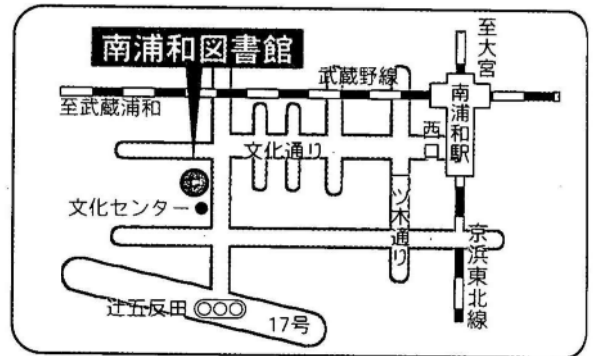 南浦和図書館
至大宮
武蔵野線
至武蔵浦和
南浦和駅
西口
文化通り
文化センター
ツ木通り
京浜東北線
辻五反田
17号